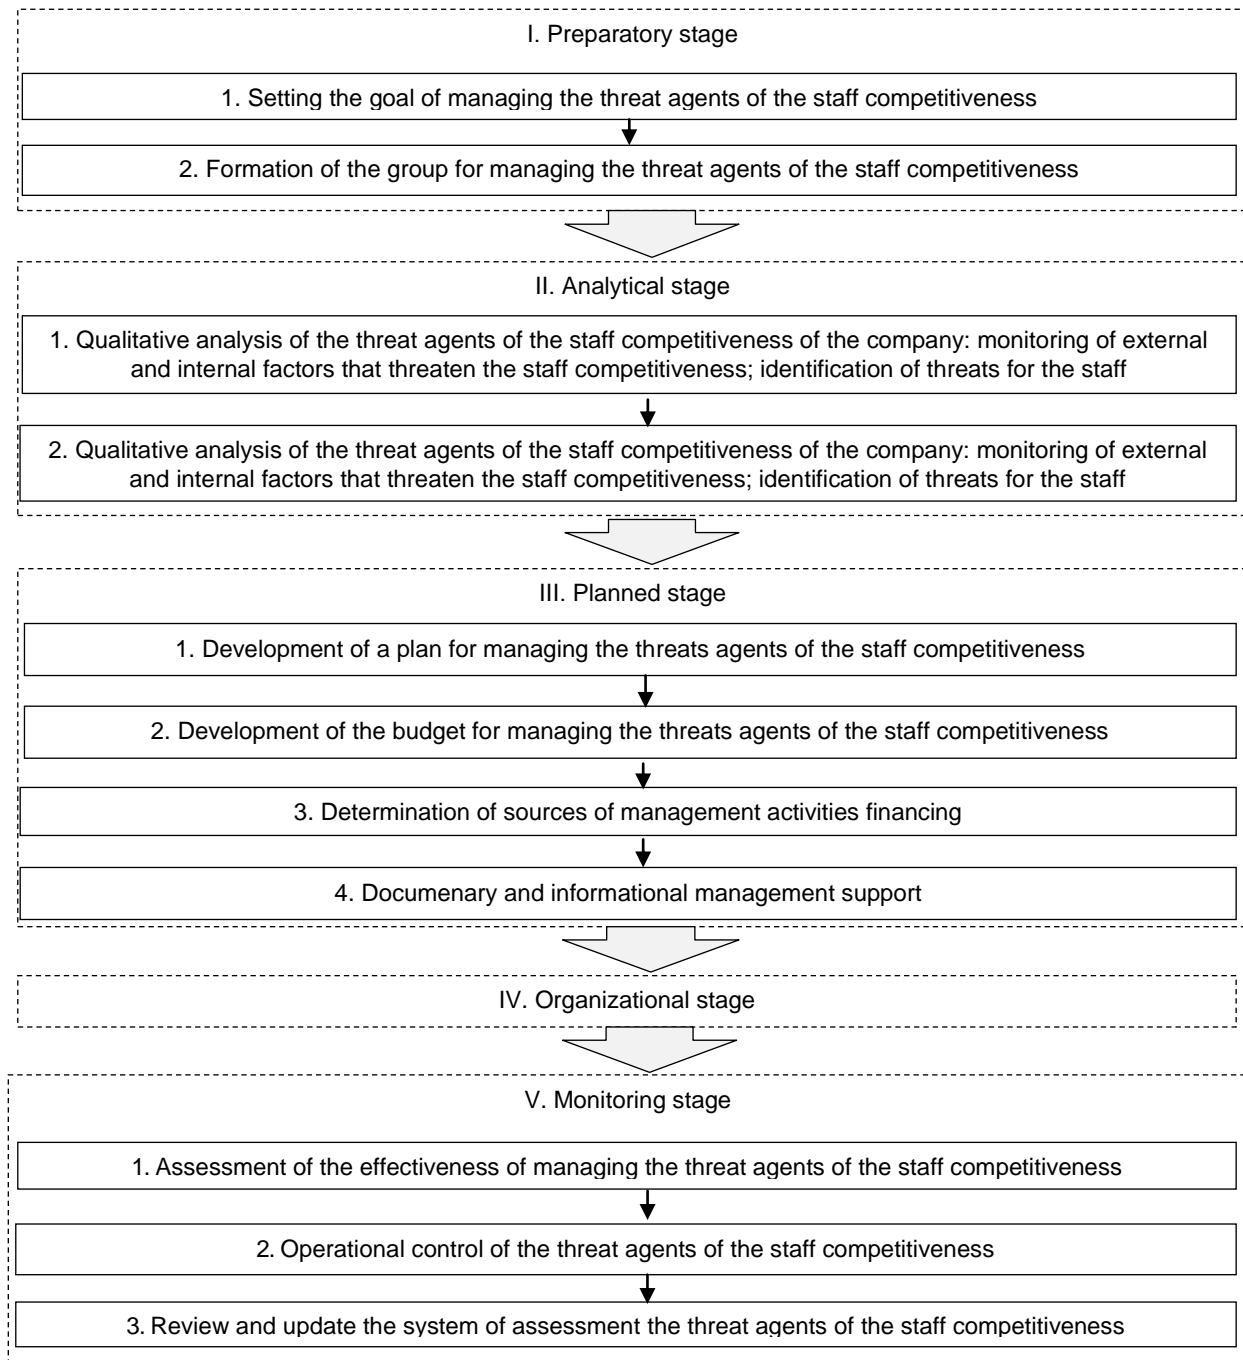 I. Preparatory stage
1. Setting the goal of managing the threat agents of the staff competitiveness
2. Formation of the group for managing the threat agents of the staff competitiveness
II. Analytical stage
1. Qualitative analysis of the threat agents of the staff competitiveness of the company: monitoring of external
and internal factors that threaten the staff competitiveness; identification of threats for the staff
2. Qualitative analysis of the threat agents of the staff competitiveness of the company: monitoring of external
and internal factors that threaten the staff competitiveness; identification of threats for the staff
III. Planned stage
1. Development of a plan for managing the threats agents of the staff competitiveness
2. Development of the budget for managing the threats agents of the staff competitiveness
3. Determination of sources of management activities financing
4. Documenary and informational management support
IV. Organizational stage
V. Monitoring stage
1. Assessment of the effectiveness of managing the threat agents of the staff competitiveness
2. Operational control of the threat agents of the staff competitiveness
3. Review and update the system of assessment the threat agents of the staff competitiveness